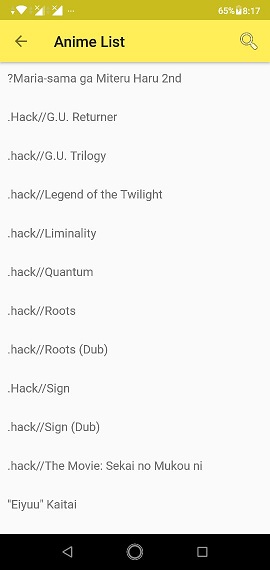 65% 8:17
Anime List
?Maria-sama ga Miteru Haru 2nd
.Hack//G.U. Returner
.hack//G.U. Trilogy
.hack//Legend of the Twilight
.hack//Liminality
.hack//Quantum
.hack//Roots
.hack//Roots (Dub)
.Hack//Sign
.hack//Sign (Dub)
.hack//The Movie: Sekai no Mukou ni
"Eiyuu" Kaitai